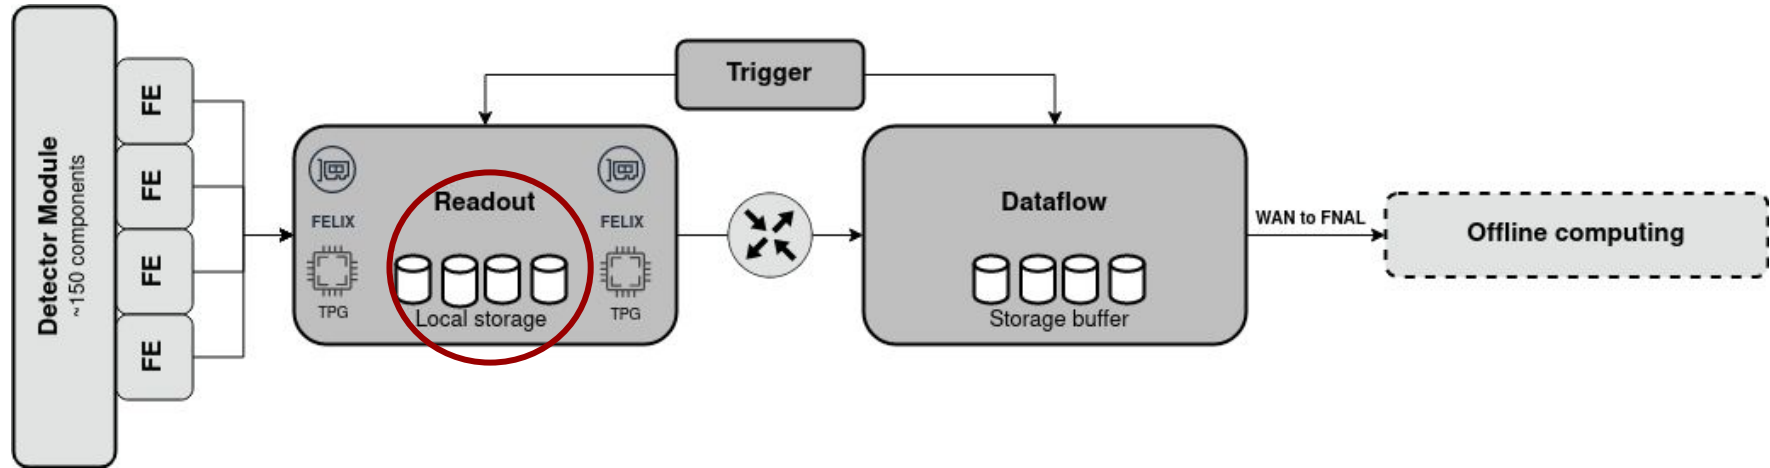 Detector Module
~150 components
FE
FE
FE
FE
Trigger
Readout
FELIX
TPG
Local storage
FELIX
TPG
Dataflow
Storage buffer
WAN to FNAL
Offline computing